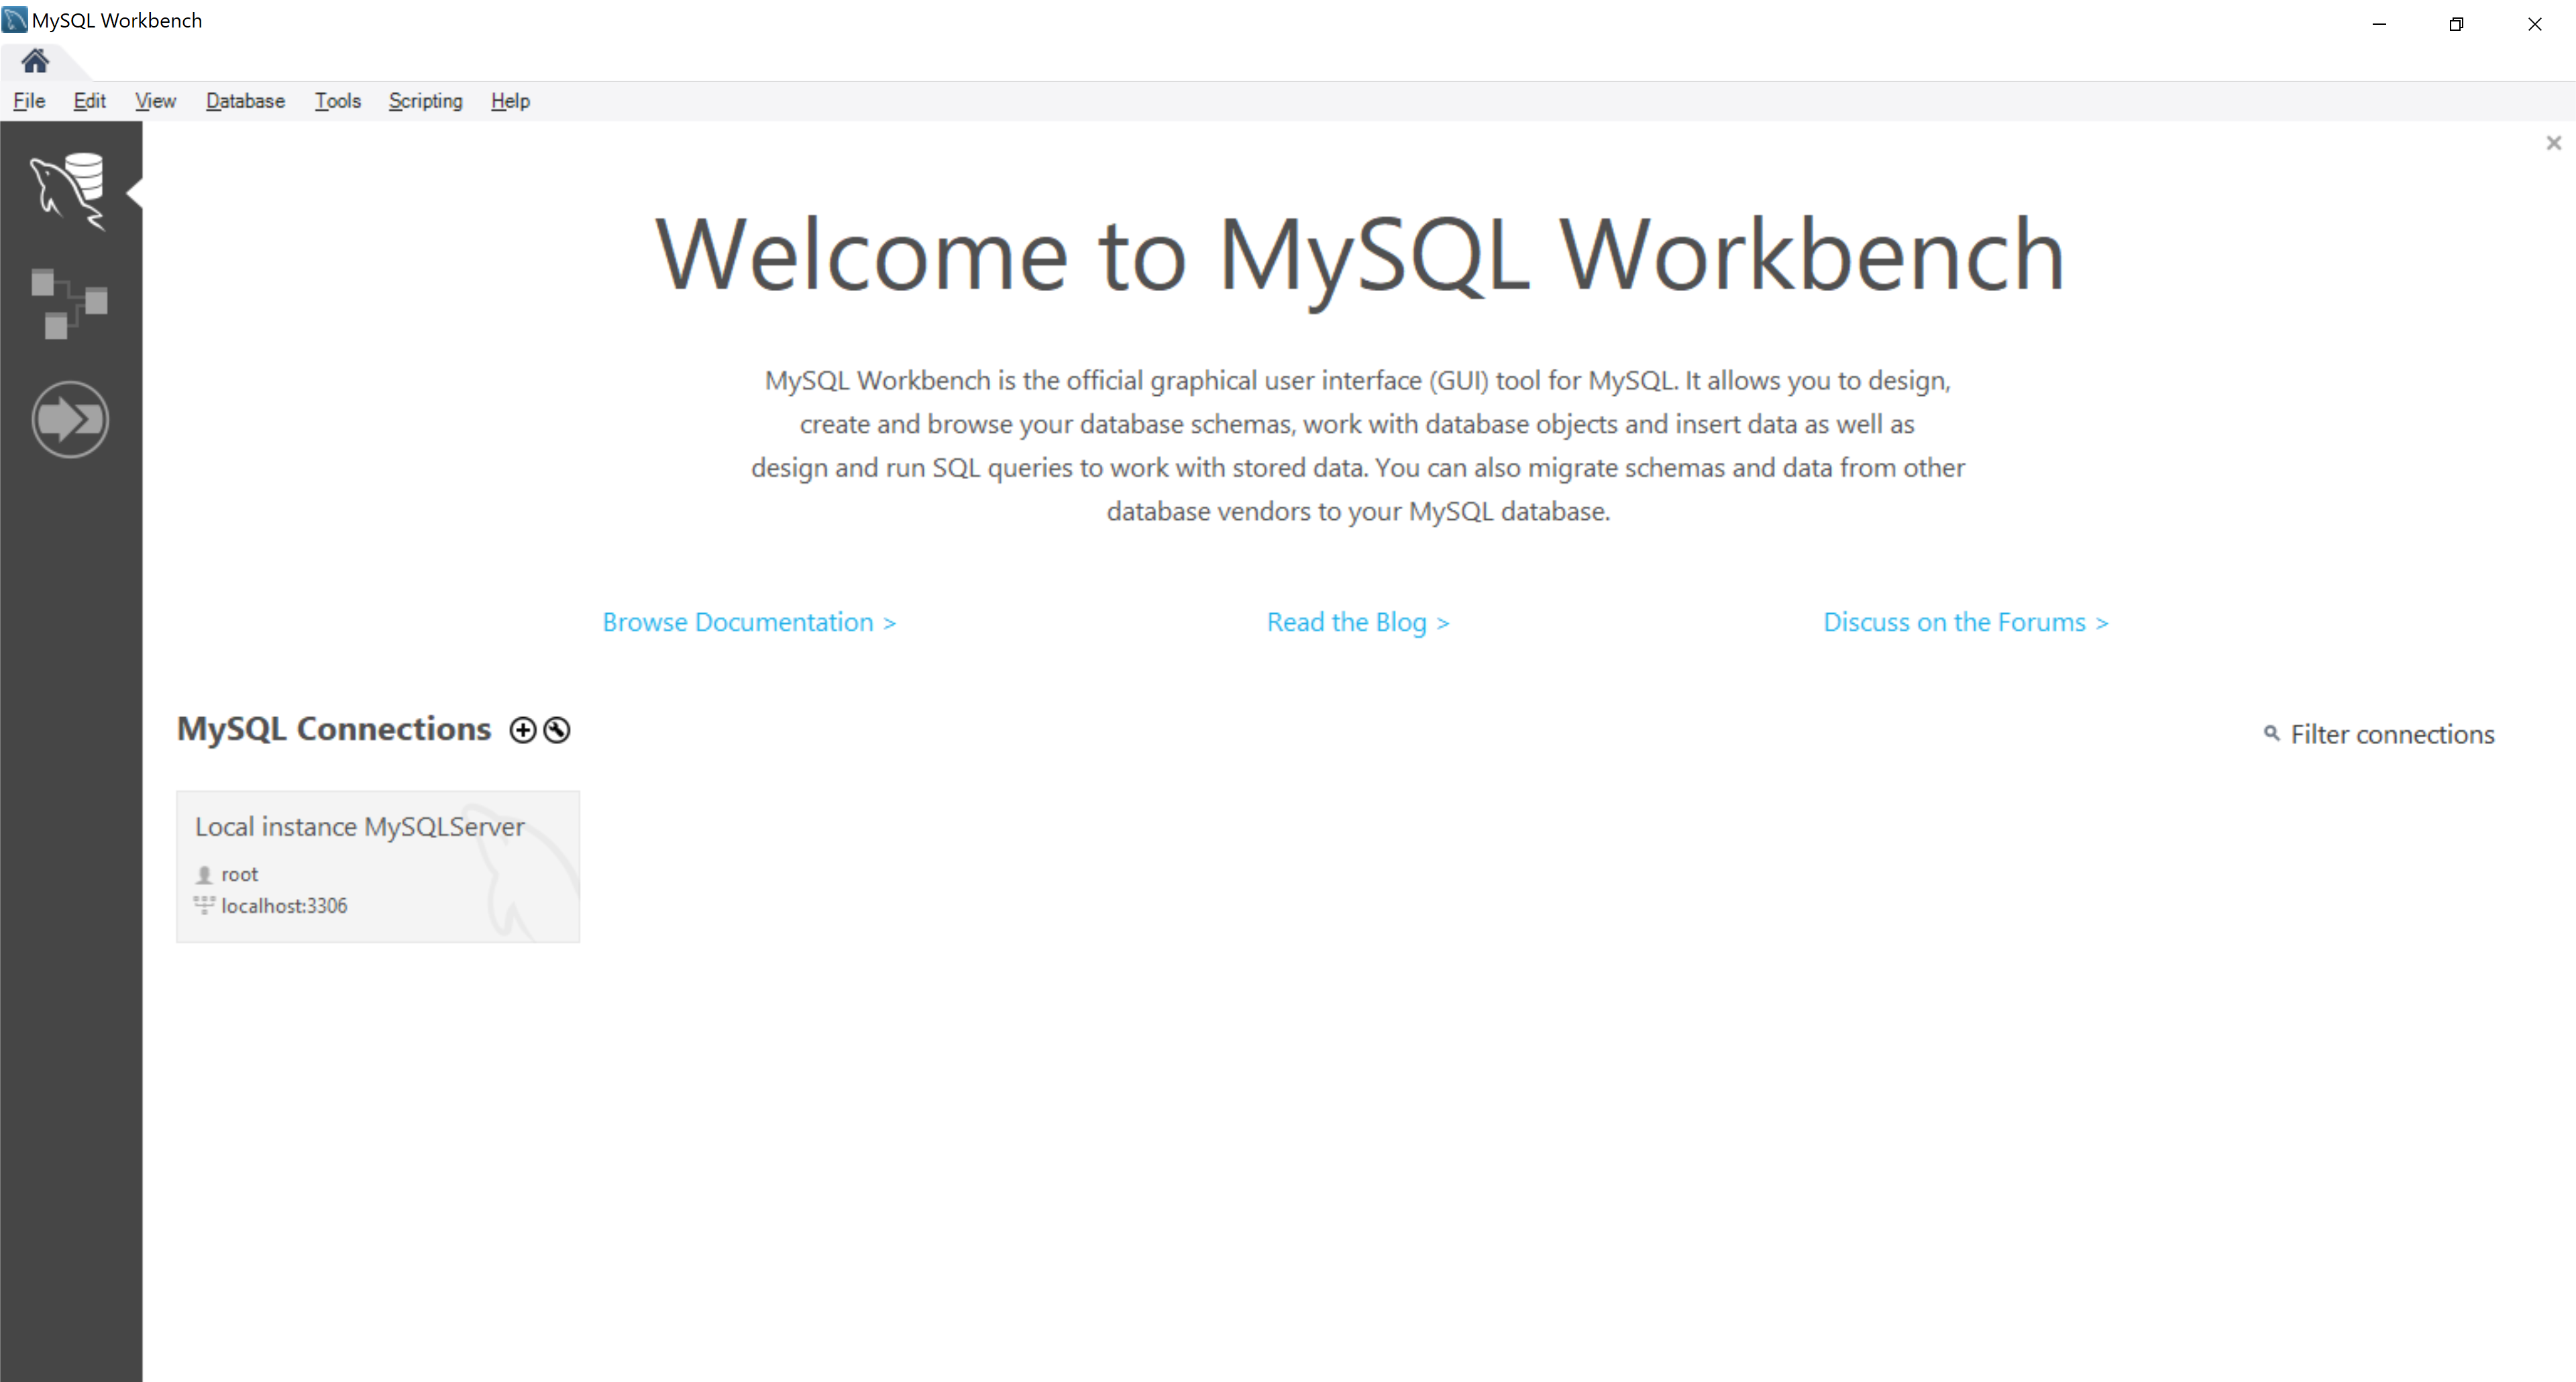 MySQL Workbench
File Edit View Database Tools Scripting Help
Welcome to MySQL Workbench
MySQL Workbench is the official graphical user interface (GUI) tool for MySQL. It allows you to design,
create and browse your database schemas, work with database objects and insert data as well as
design and run SQL queries to work with stored data. You can also migrate schemas and data from other
database vendors to your MySQL database.
Browse Documentation > Read the Blog > Discuss on the Forums >
MySQL Connections Filter connections
Local instance MySQLServer
root
localhost:3306